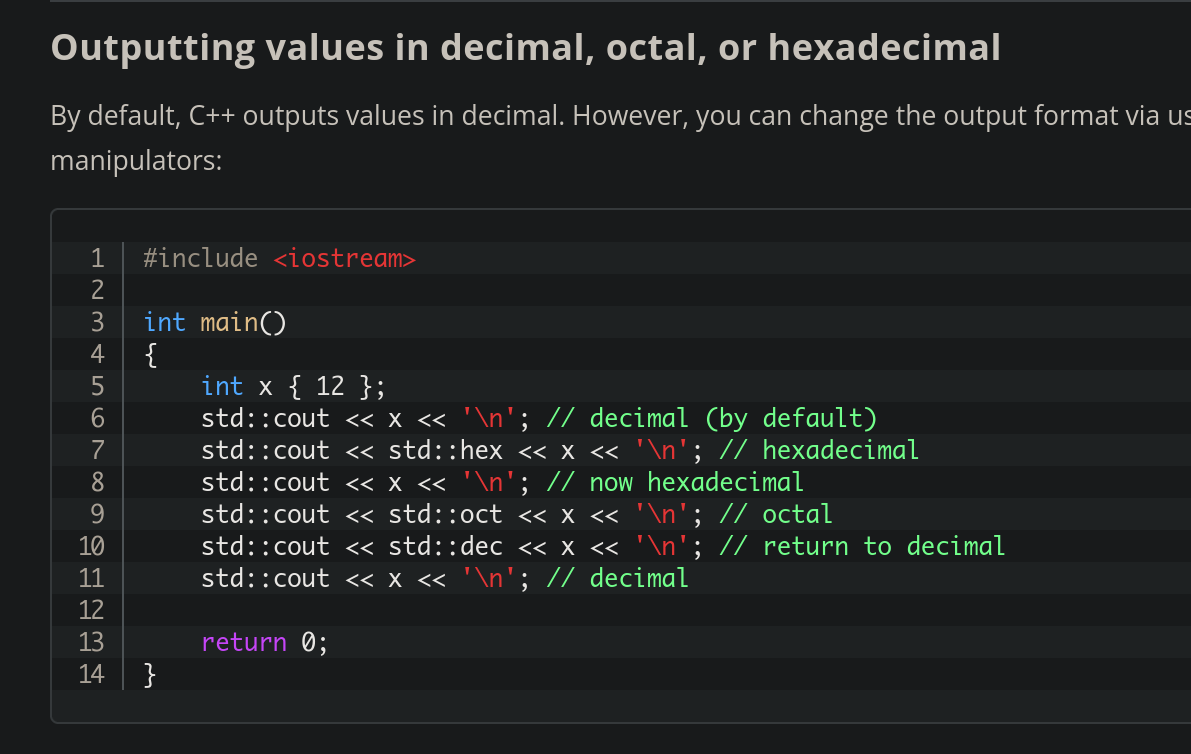 Outputting values in decimal, octal, or hexadecimal
By default, C++ outputs values in decimal. However, you can change the output format via
manipulators:
1 #include <iostream>
2
3 int main()
4 {
5     int x { 12 };
6     std::cout << x << '\n'; // decimal (by default)
7     std::cout << std::hex << x << '\n'; // hexadecimal
8     std::cout << x << '\n'; // now hexadecimal
9     std::cout << std::oct << x << '\n'; // octal
10     std::cout << std::dec << x << '\n'; // return to decimal
11     std::cout << x << '\n'; // decimal
12
13     return 0;
14 }